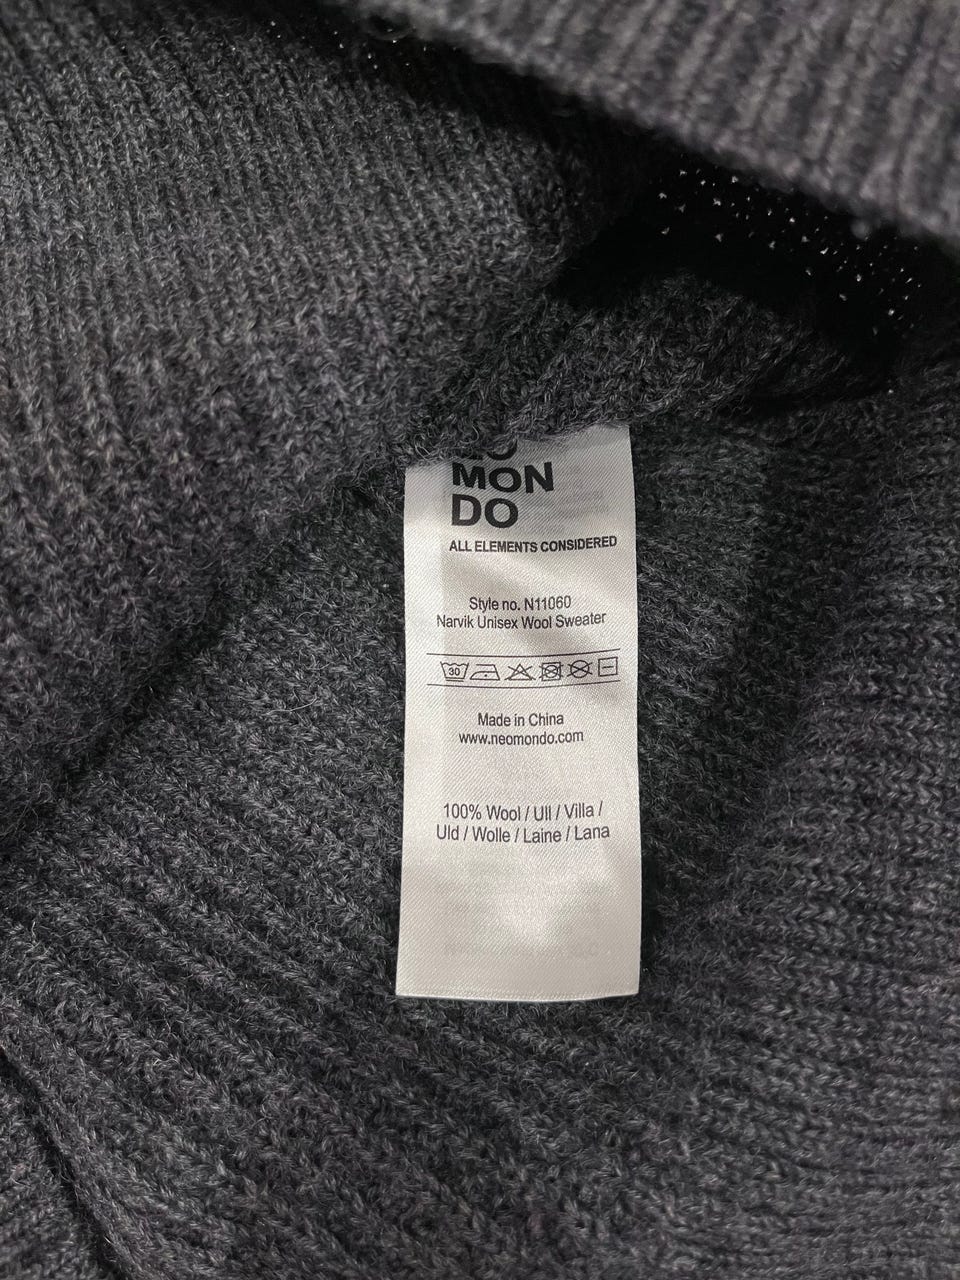 MON
DO
ALL ELEMENTS CONSIDERED
Style no. N11060
Narvik Unisex Wool Sweater
30
Made in China
www.neomondo.com
100% Wool / Ull / Villa /
Uld / Wolle / Laine / Lana